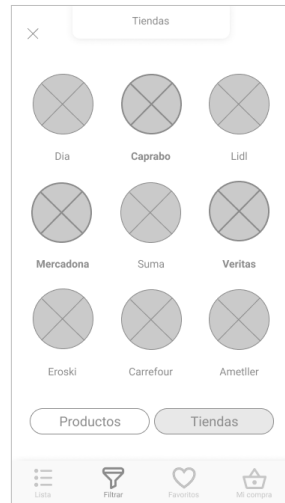 Tiendas
Dia Caprabo Lidl
Mercadona Suma Veritas
Eroski Carrefour Ametller
Productos Tiendas
Lista Filtrar Favoritos Mi compra